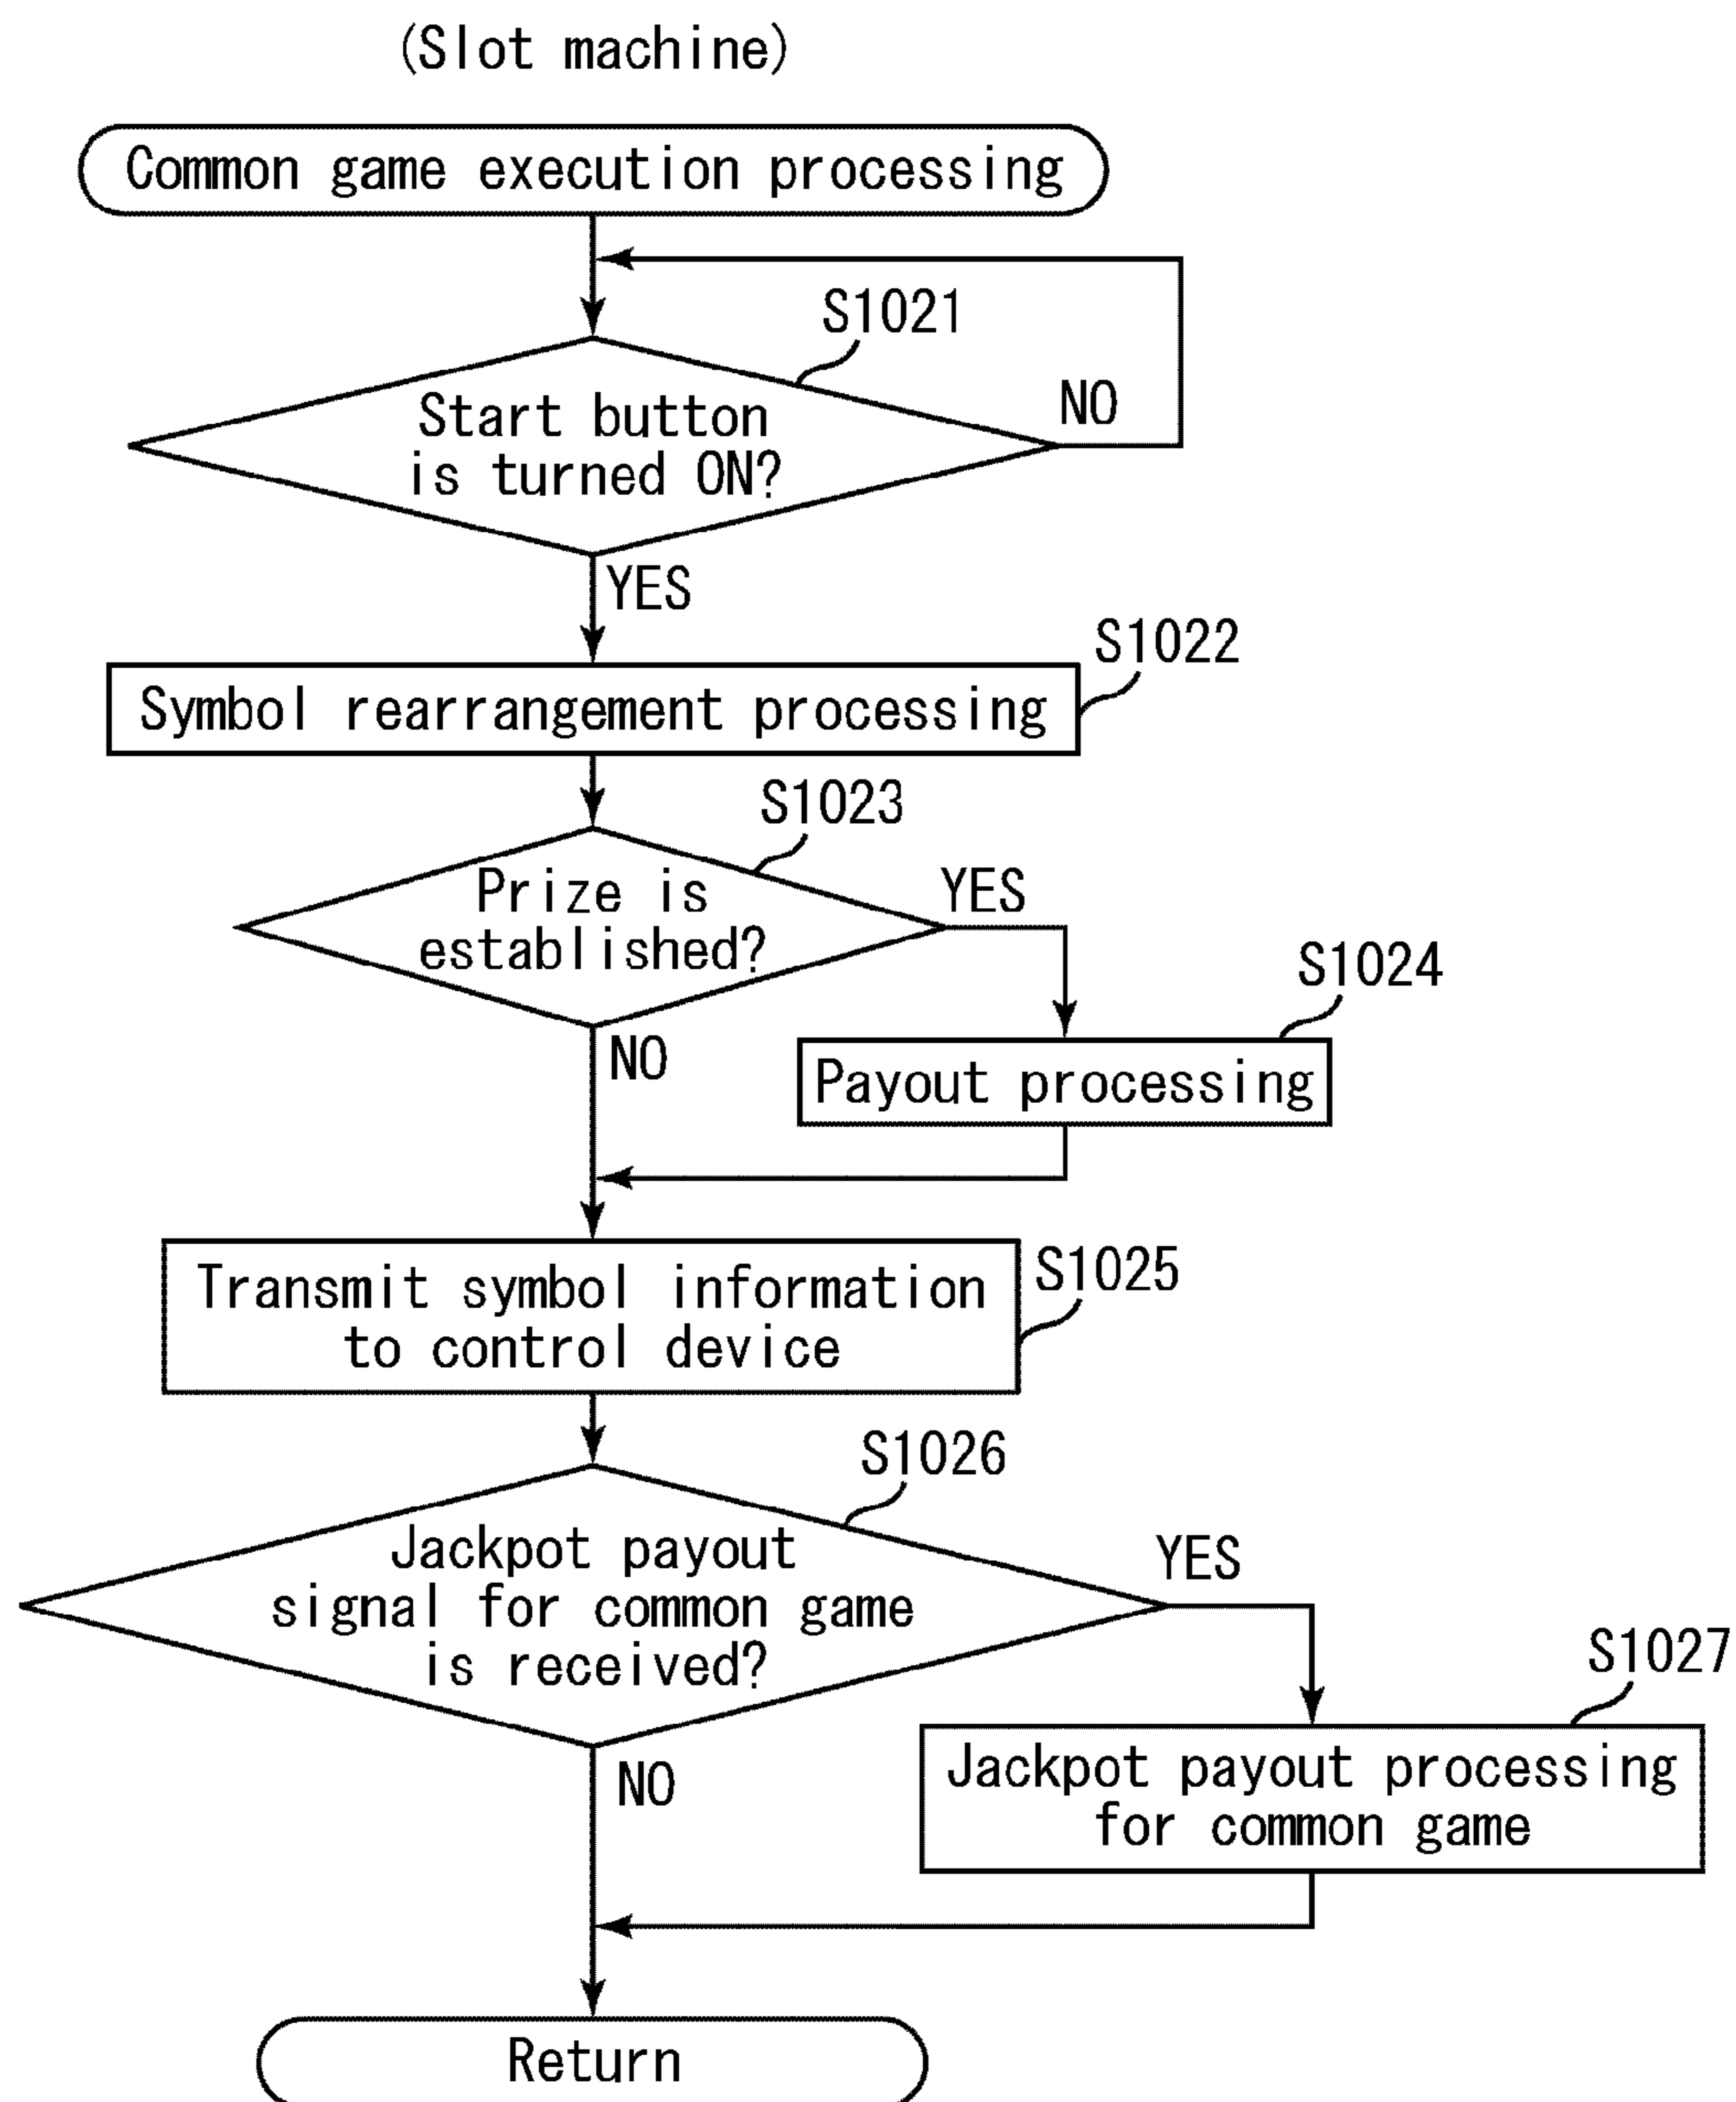 (Slot machine)
Common game execution processing
S1021
Start button
is turned ON?
NO
YES
S1022
Symbol rearrangement processing
S1023
Prize is
established?
YES
NO
S1024
Payout processing
S1025
Transmit symbol information
to control device
S1026
Jackpot payout
signal for common game
is received?
YES
NO
S1027
Jackpot payout processing
for common game
Return